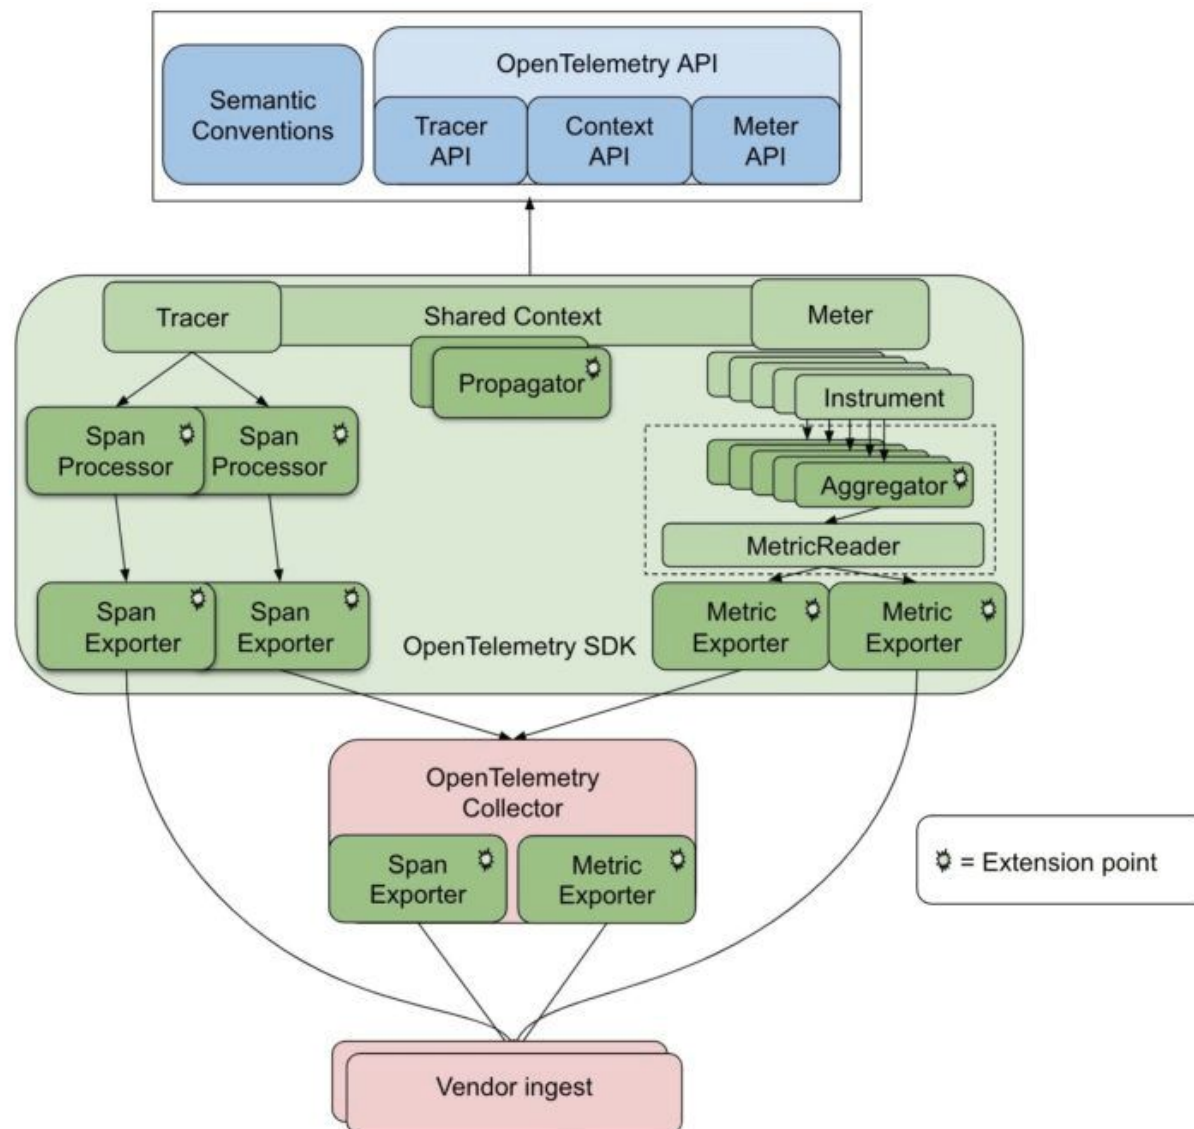 OpenTelemetry API
Semantic
Conventions
Tracer
API
Context
API
Meter
API
Tracer
Shared Context
Meter
Propagator
Instrument
Span
Processor
Span
Processor
Aggregator
MetricReader
Span
Exporter
Span
Exporter
OpenTelemetry SDK
Metric
Exporter
Metric
Exporter
OpenTelemetry
Collector
Span
Exporter
Metric
Exporter
= Extension point
Vendor ingest